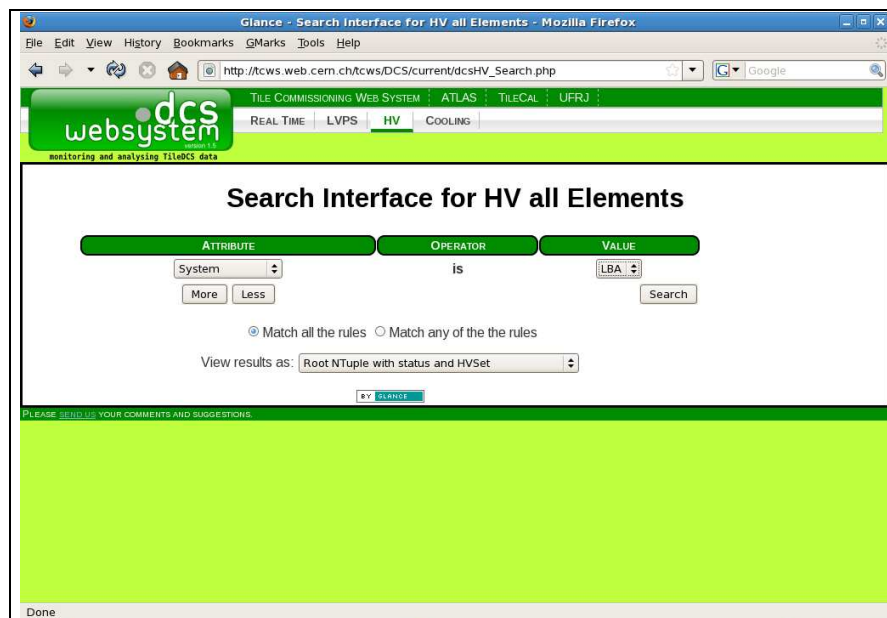 Glance - Search Interface for HV all Elements - Mozilla Firefox
File Edit View History Bookmarks GMarks Tools Help
http://tcws.web.cern.ch/tcws/DCS/current/dcsHV_Search.php
G Google
TILE COMMISSIONING WEB SYSTEM ATLAS TILECAL UFRJ
dcs
websystem
version 1.5
monitoring and analysing TileDCS data
REAL TIME LVPS HV COOLING
Search Interface for HV all Elements
ATTRIBUTE OPERATOR VALUE
System is LBA
More Less Search
Match all the rules Match any of the the rules
View results as: Root NTuple with status and HVSet
BY GLANCE
PLEASE SEND US YOUR COMMENTS AND SUGGESTIONS.
Done